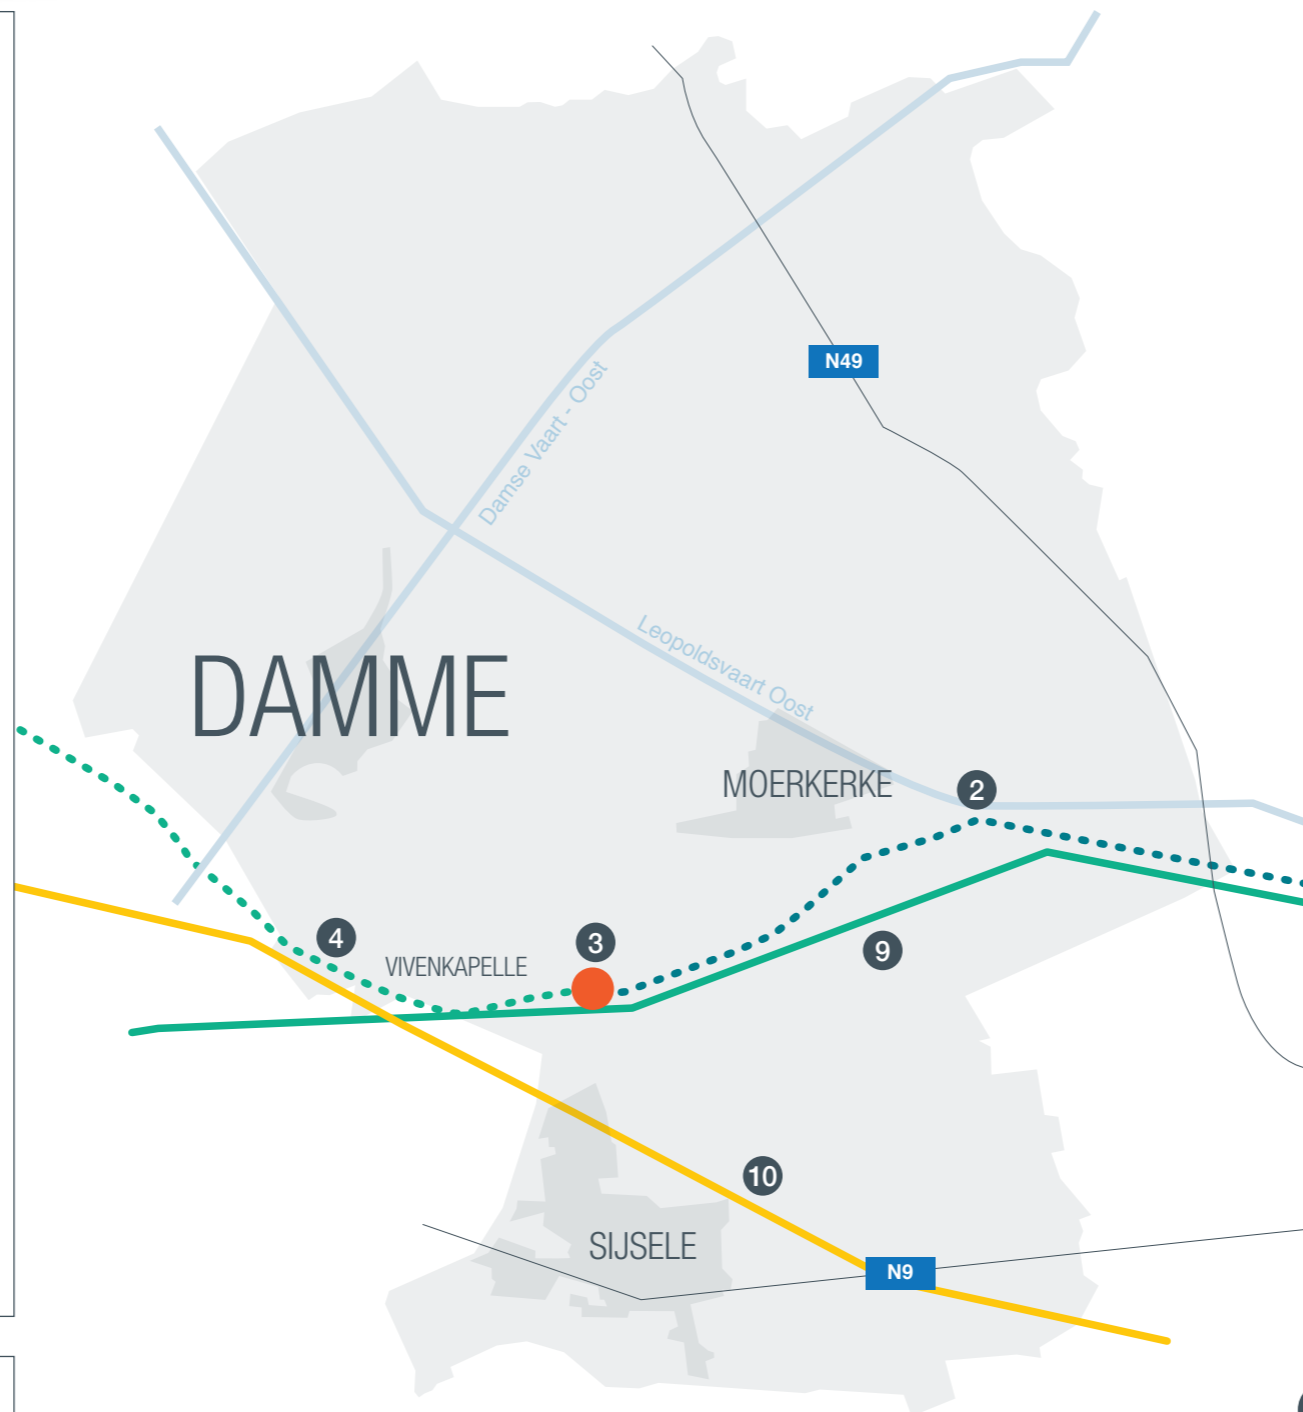 N49
Damse Vaart - Oost
Leopoldsvaart Oost
DAMME
MOERKERKE
2
4
VIVENKAPELLE
3
9
10
SIJSELE
N9